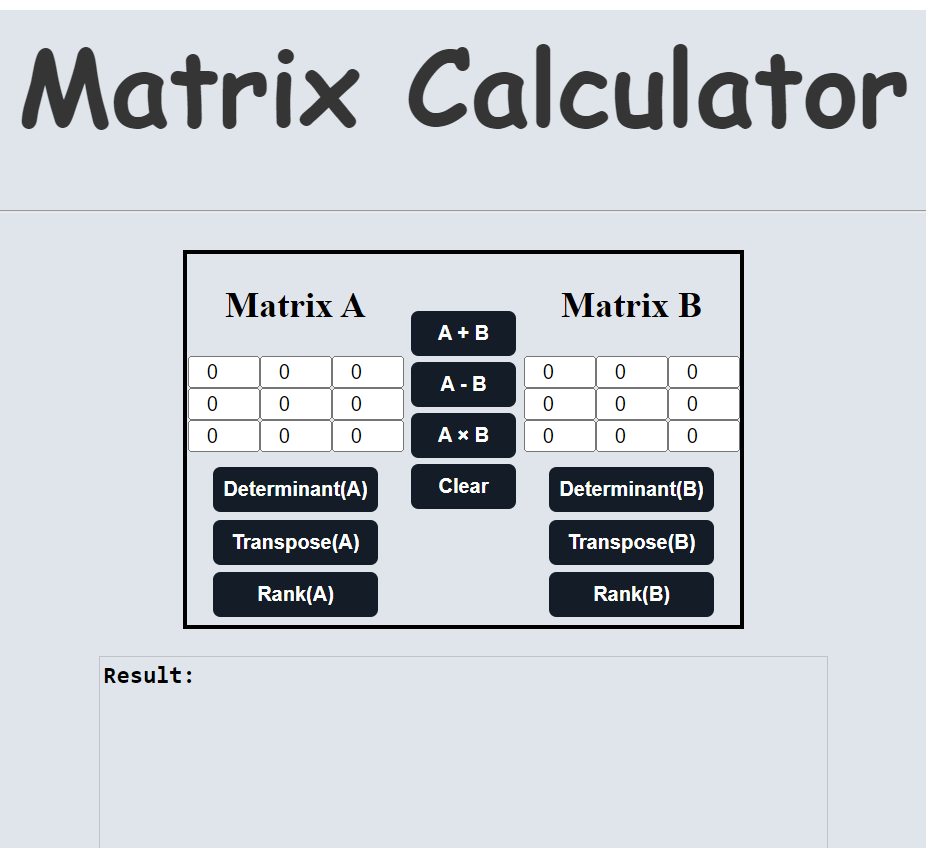 Matrix Calculator
Matrix A
0 0 0
0 0 0
0 0 0
Determinant(A)
Transpose(A)
Rank(A)
A + B
A - B
A × B
Clear
Matrix B
0 0 0
0 0 0
0 0 0
Determinant(B)
Transpose(B)
Rank(B)
Result: